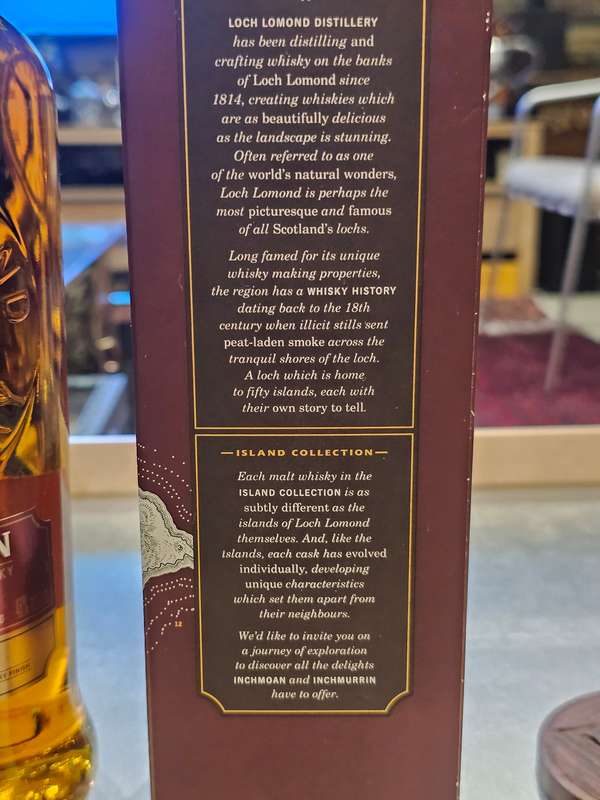 LOCH LOMOND DISTILLERY
has been distilling and
crafting whisky on the banks
of Loch Lomond since
1814, creating whiskies which
are as beautifully delicious
as the landscape is stunning.
Often referred to as one
of the world's natural wonders,
Loch Lomond is perhaps the
most picturesque and famous
of all Scotland's lochs.
Long famed for its unique
whisky making properties,
the region has a WHISKY HISTORY
dating back to the 18th
century when illicit stills sent
peat-laden smoke across the
tranquil shores of the loch.
A loch which is home
to fifty islands, each with
their own story to tell.
ISLAND COLLECTION
Each malt whisky in the
ISLAND COLLECTION is as
subtly different as the
islands of Loch Lomond
themselves. And, like the
islands, each cask has evolved
individually, developing
unique characteristics
which set them apart from
their neighbours.
We'd like to invite you on
a journey of exploration
to discover all the delights
INCHMOAN and INCHMURRIN
have to offer.
12